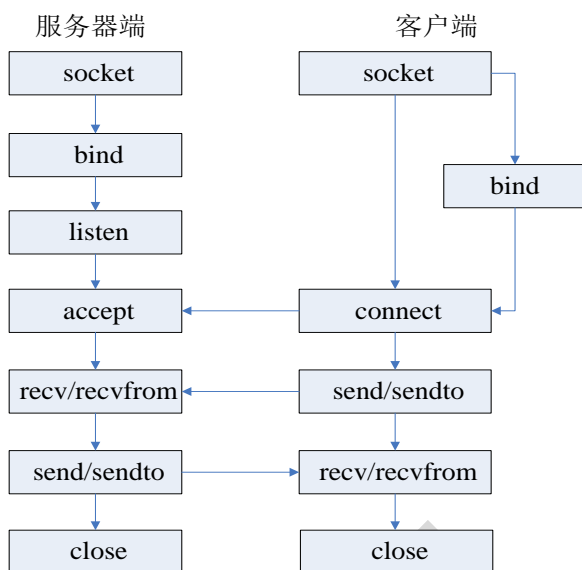 服务器端
客户端
socket
socket
bind
bind
listen
accept
connect
recv/recvfrom
send/sendto
send/sendto
recv/recvfrom
close
close